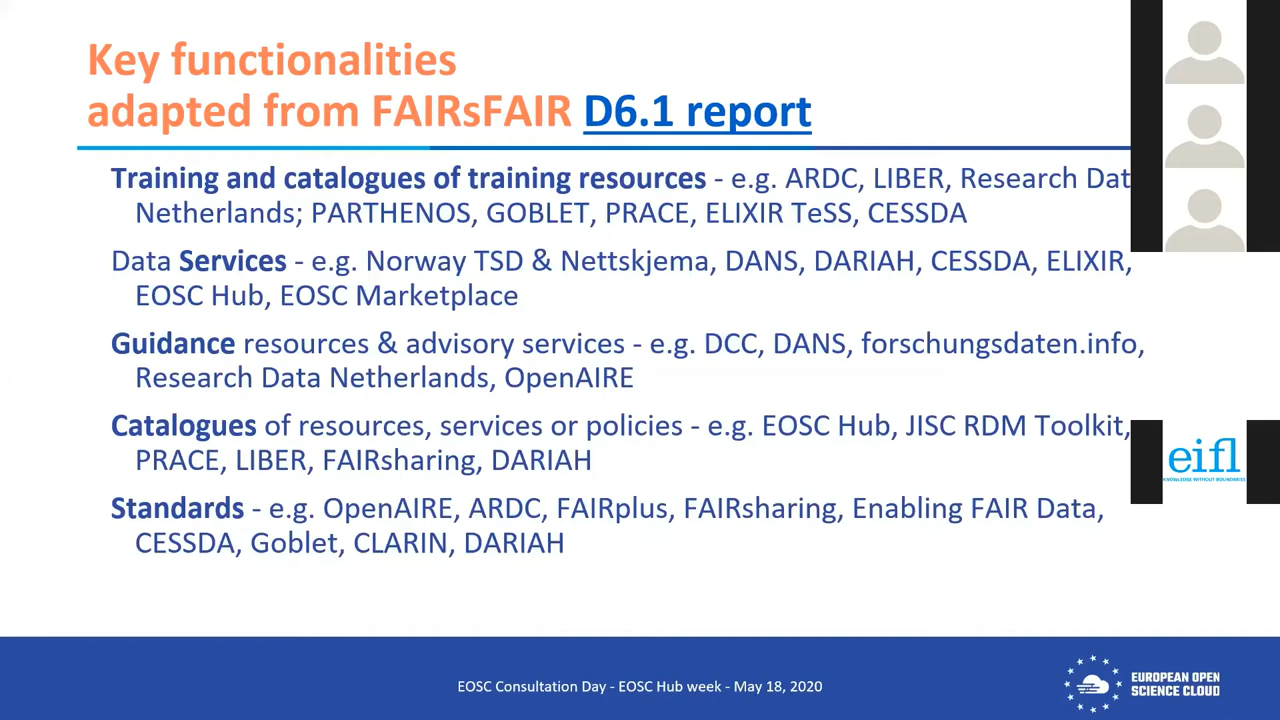 Key functionalities
adapted from FAIRsFAIR D6.1 report
Training and catalogues of training resources - e.g. ARDC, LIBER, Research Dat
Netherlands; PARTHENOS, GOBLET, PRACE, ELIXIR TeSS, CESSDA
Data Services - e.g. Norway TSD & Nettskjema, DANS, DARIAH, CESSDA, ELIXIR,
EOSC Hub, EOSC Marketplace
Guidance resources & advisory services - e.g. DCC, DANS, forschungsdaten.info,
Research Data Netherlands, OpenAIRE
Catalogues of resources, services or policies - e.g. EOSC Hub, JISC RDM Toolkit,
PRACE, LIBER, FAIRsharing, DARIAH
eifl
KNOWLEDGE WITHOUT BOUNDARIES
Standards - e.g. OpenAIRE, ARDC, FAIRplus, FAIRsharing, Enabling FAIR Data,
CESSDA, Goblet, CLARIN, DARIAH
EOSC Consultation Day - EOSC Hub week - May 18, 2020
EUROPEAN OPEN
SCIENCE CLOUD